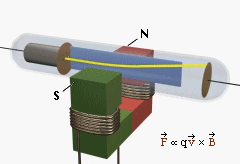 N
S
F⃗ ∝ qv⃗ × B⃗